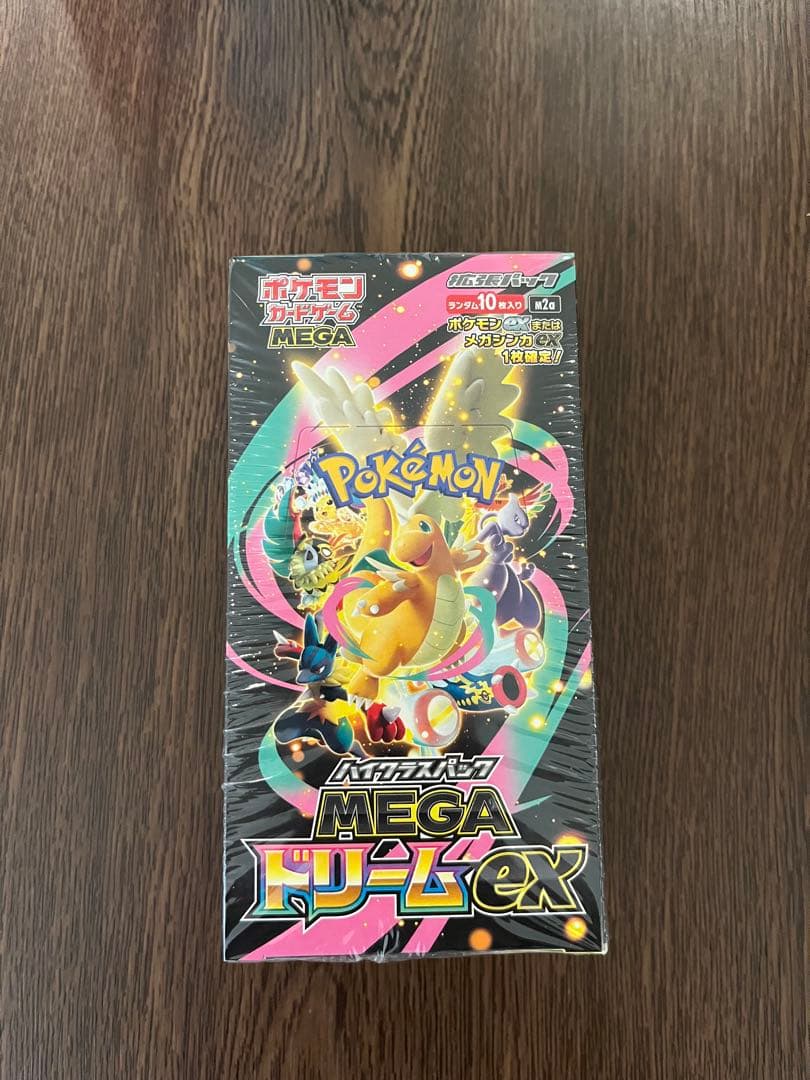 ポケモン
カードゲーム
MEGA
拡張パック
ランダム10枚入り
M2a
ポケモンexまたは
メガシンカex
1枚確定!
POKéMON
ハイクラスパック
MEGA
ドリームex